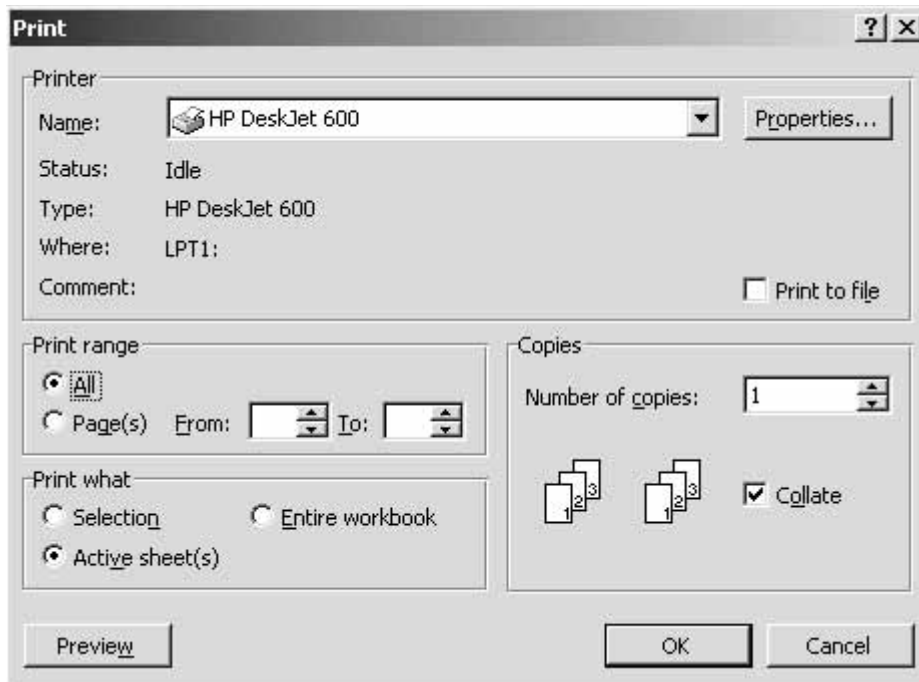 Print
Printer
Name: HP DeskJet 600 Properties...
Status: Idle
Type: HP DeskJet 600
Where: LPT1:
Comment: Print to file
Print range
All
Page(s) From: To:
Copies
Number of copies: 1
1 2 3 1 2 3 Collate
Print what
Selection Entire workbook
Active sheet(s)
Preview OK Cancel